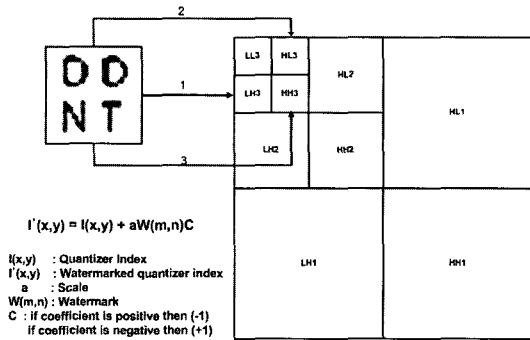 2
D D
N T
1
3
LL3 HL3
LH3 HH3
HL2
LH2
HH2
HL1
LH1
HH1
I'(x,y) = I(x,y) + aW(m,n)C
I(x,y) : Quantizer Index
I'(x,y) : Watermarked quantizer index
a : Scale
W(m,n) : Watermark
C : if coefficient is positive then (-1)
if coefficient is negative then (+1)